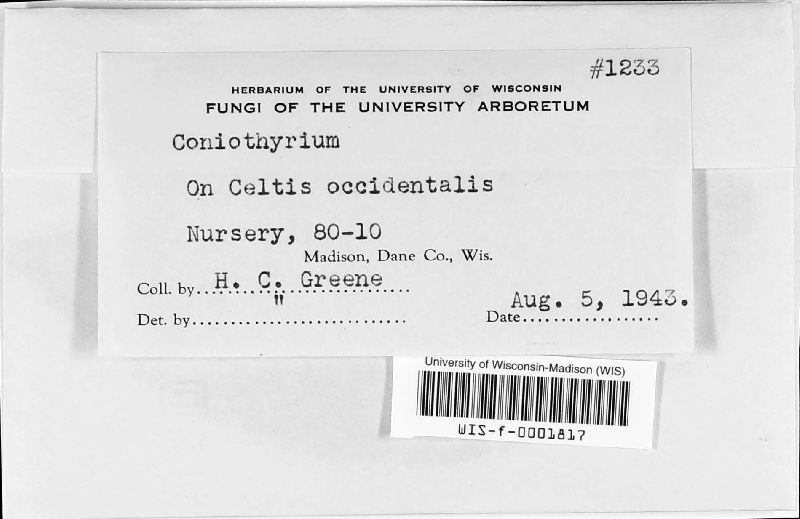 #1233
HERBARIUM OF THE UNIVERSITY OF WISCONSIN
FUNGI OF THE UNIVERSITY ARBORETUM
Coniothyrium
On Celtis occidentalis
Nursery, 80-10
Madison, Dane Co., Wis.
Coll. by H. C. Greene
Det. by "
Date Aug. 5, 1943.
University of Wisconsin-Madison (WIS)
WIS-f-0001817